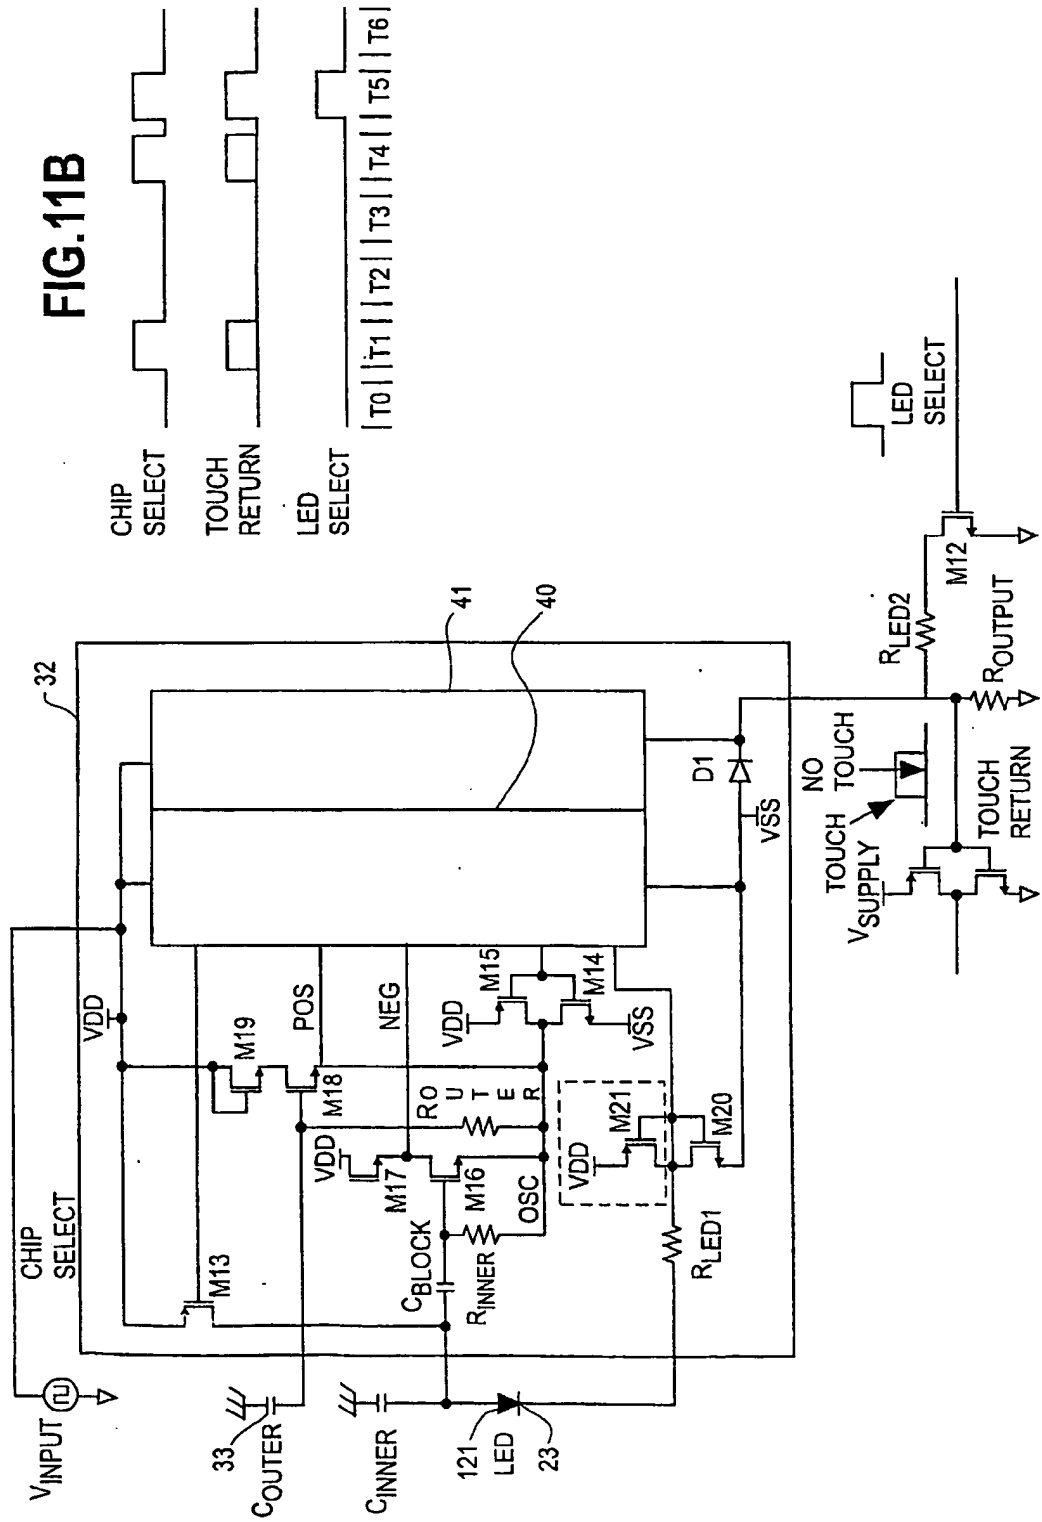 FIG.11B
CHIP
SELECT
TOUCH
RETURN
LED
SELECT
T0 T1 T2 T3 T4 T5 T6
32
41
40
VINPUT
CHIP
SELECT
VDD
M13
M19
M18
POS
NEG
33
COUTER
CINNER
121
LED
23
CBLOCK
RINNER
VDD
M17
M16
ROUTER
OSC
VDD
M15
M14
VSS
VDD
M21
M20
RLED1
D1
VSS
TOUCH
NO
TOUCH
VSUPPLY
TOUCH
RETURN
RLED2
ROUTPUT
M12
LED
SELECT